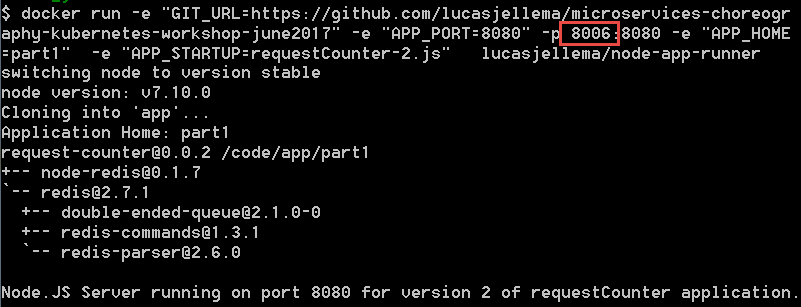 $ docker run -e "GIT_URL=https://github.com/lucasjellema/microservices-choreogr
aphy-kubernetes-workshop-june2017" -e "APP_PORT=8080" -p 8006:8080 -e "APP_HOME
=part1"  -e "APP_STARTUP=requestCounter-2.js"   lucasjellema/node-app-runner
switching node to version stable
node version: v7.10.0
Cloning into 'app'...
Application Home: part1
request-counter@0.0.2 /code/app/part1
+-- node-redis@0.1.7
`-- redis@2.7.1
  +-- double-ended-queue@2.1.0-0
  +-- redis-commands@1.3.1
  `-- redis-parser@2.6.0
Node.JS Server running on port 8080 for version 2 of requestCounter application.